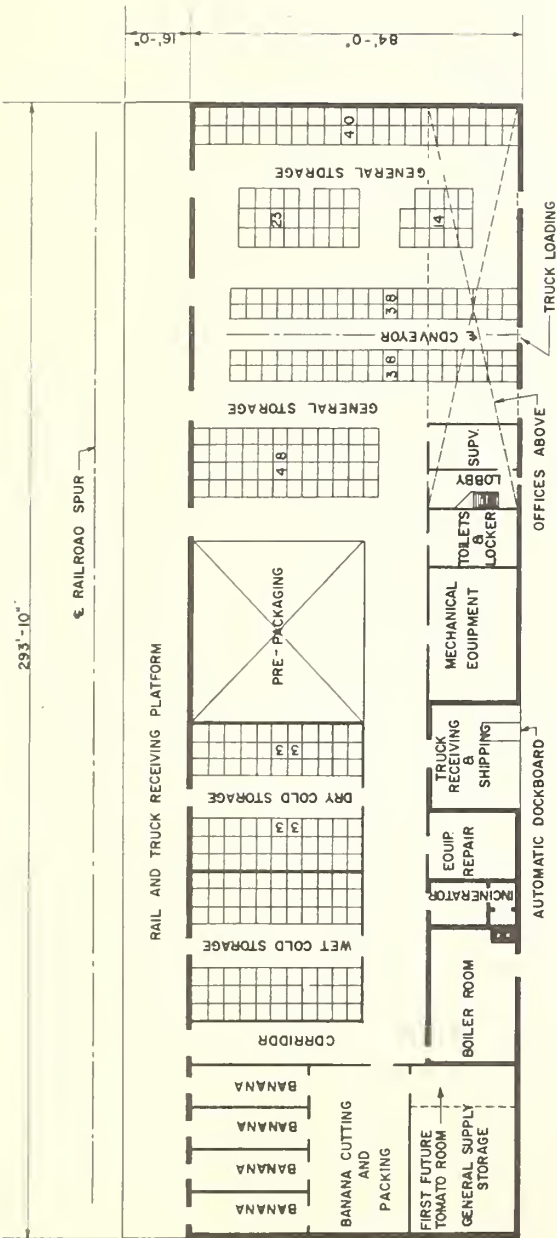 293'-10"
℄ RAILROAD SPUR
16'-0"
84'-0"
RAIL AND TRUCK RECEIVING PLATFORM
BANANA
BANANA
BANANA
BANANA
CORRIDOR
WET COLD STORAGE
33
DRY COLD STORAGE
33
PRE-PACKAGING
48
GENERAL STORAGE
38
℄ CONVEYOR
38
23
14
GENERAL STORAGE
40
BANANA CUTTING
AND
PACKING
FIRST FUTURE
TOMATO ROOM
GENERAL SUPPLY
STORAGE
BOILER ROOM
INCINERATOR
EQUIP.
REPAIR
TRUCK
RECEIVING
&
SHIPPING
MECHANICAL
EQUIPMENT
TOILETS
&
LOCKER
LOBBY
SUPV.
AUTOMATIC DOCKBOARD
OFFICES ABOVE
TRUCK LOADING